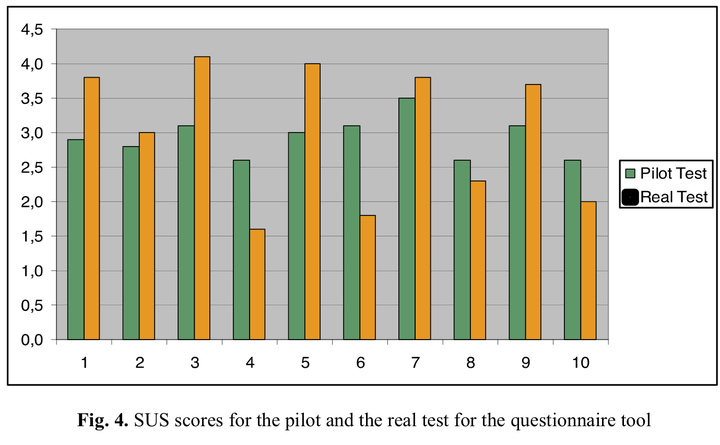 4,5
4,0
3,5
3,0
2,5
2,0
1,5
1,0
0,5
0,0
1 2 3 4 5 6 7 8 9 10
Pilot Test
Real Test
Fig. 4. SUS scores for the pilot and the real test for the questionnaire tool